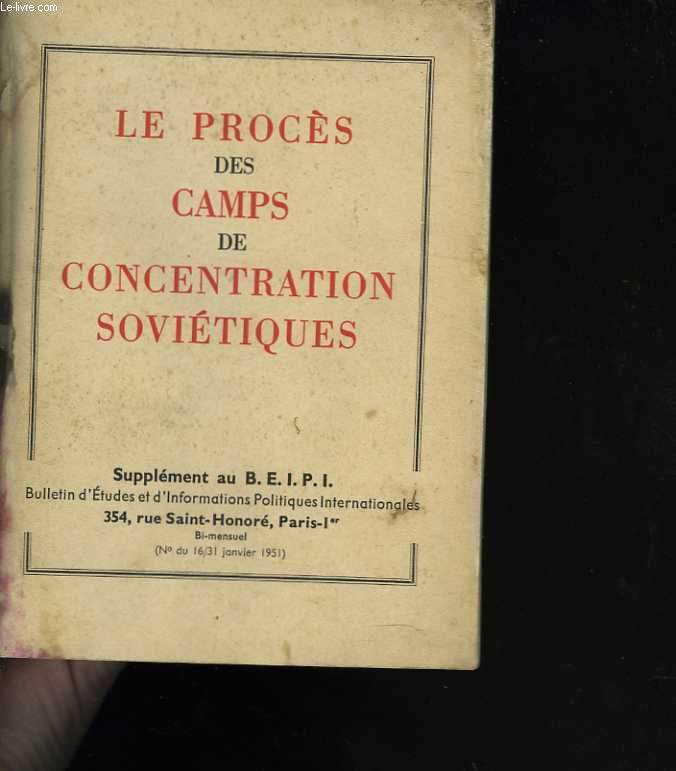 Le-livre.com
LE PROCÈS
DES
CAMPS
DE
CONCENTRATION
SOVIÉTIQUES
Supplément au B. E. I. P. I.
Bulletin d'Études et d'Informations Politiques Internationales
354, rue Saint-Honoré, Paris-Ier
Bi-mensuel
(No du 16/31 janvier 1951)